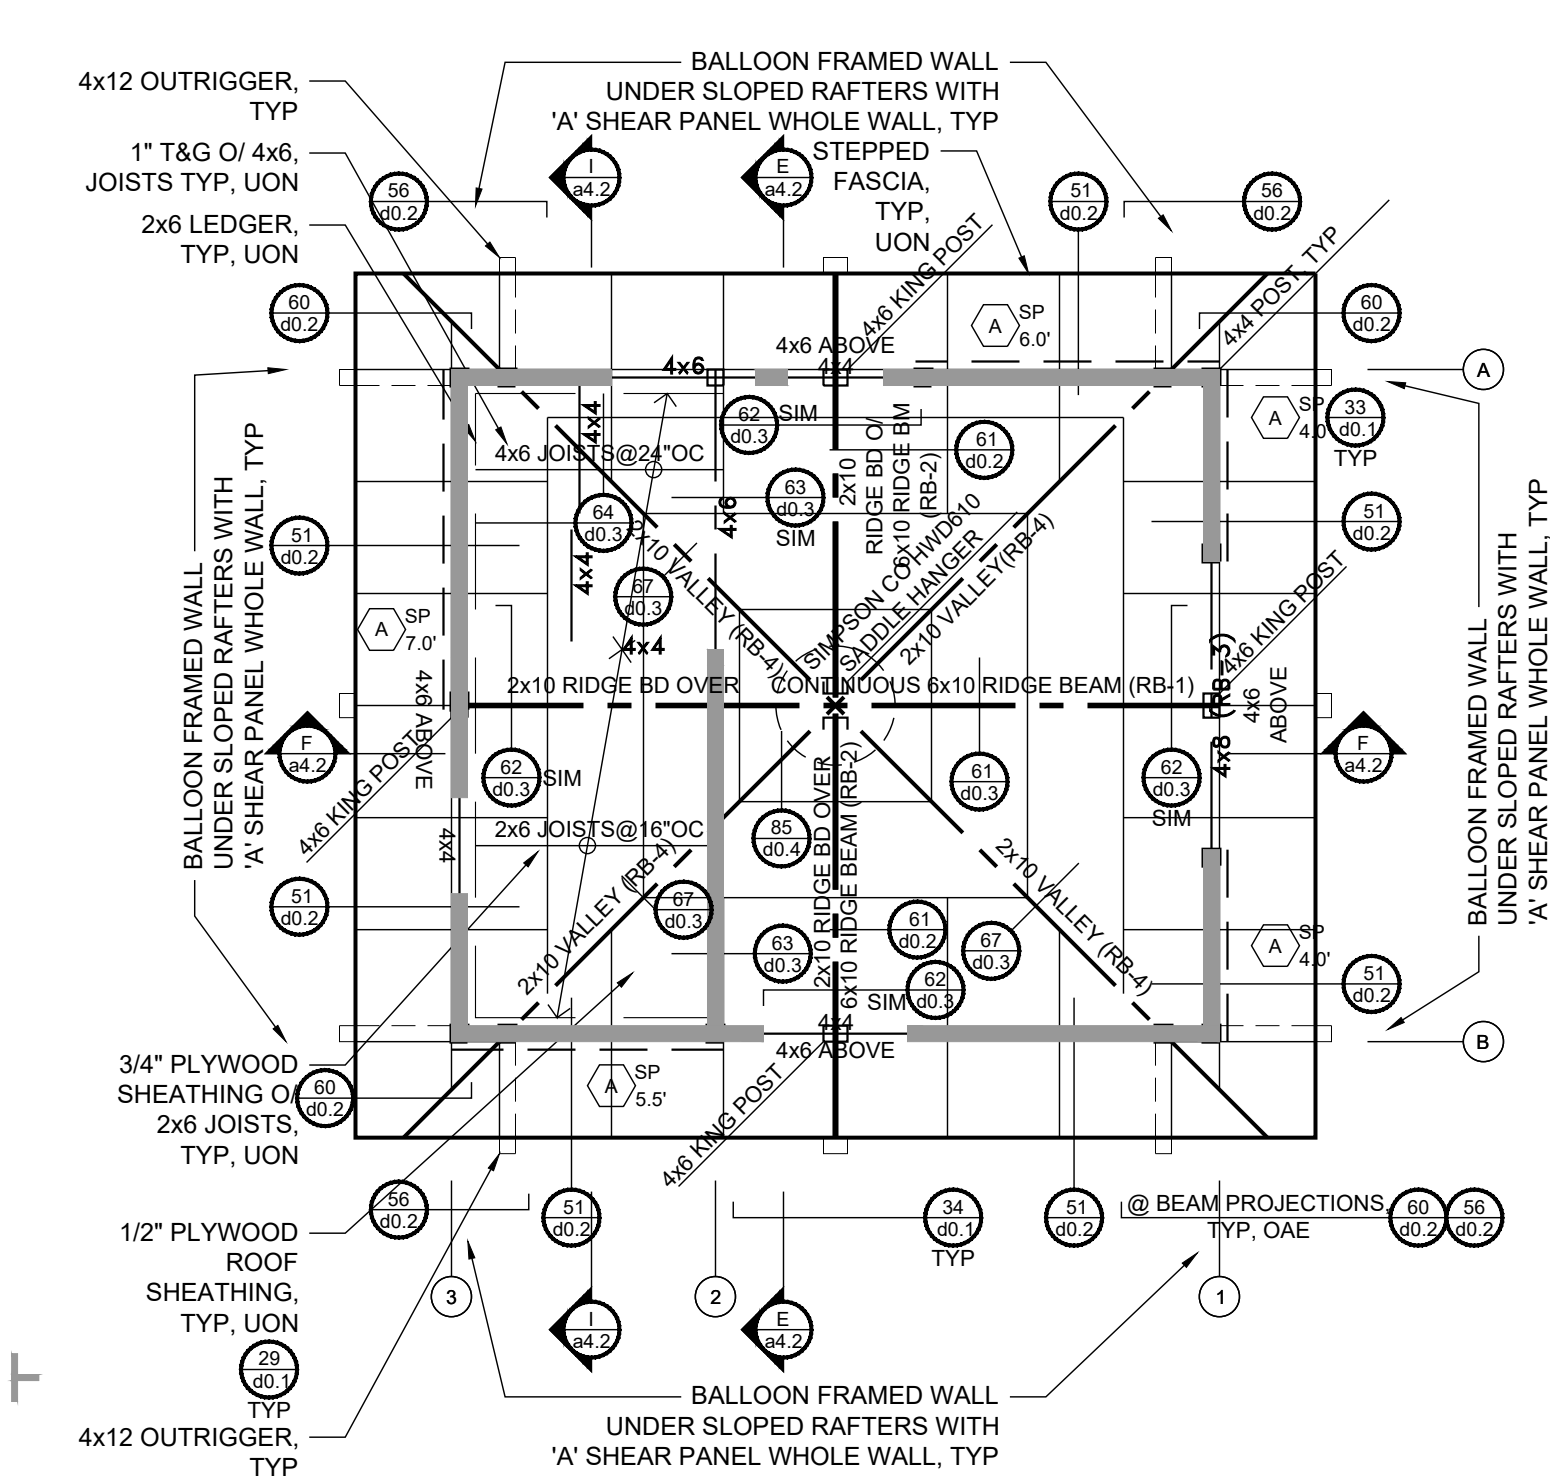 BALLOON FRAMED WALL
UNDER SLOPED RAFTERS WITH
'A' SHEAR PANEL WHOLE WALL, TYP
4x12 OUTRIGGER,
TYP
1" T&G O/ 4x6,
JOISTS TYP, UON
2x6 LEDGER,
TYP, UON
56
d0.2
I
a4.2
E
a4.2
STEPPED
FASCIA,
TYP,
UON
51
d0.2
56
d0.2
4x6 KING POST
4x4 POST, TYP
60
d0.2
A
SP
6.0'
60
d0.2
4x6 ABOVE
4x4
4x6
A
A
SP
4.0'
33
d0.1
TYP
4x4
62
d0.3
SIM
4x6 JOISTS@24"OC
61
d0.2
2x10
RIDGE BD O/
6x10 RIDGE BM
(RB-2)
63
d0.3
SIM
4x6
64
d0.3
51
d0.2
51
d0.2
4x4
67
d0.3
4x4
2x10 VALLEY (RB-4)
SIMPSON CO HWD610
SADDLE HANGER
2x10 VALLEY(RB-4)
4x6 KING POST
A
SP
7.0'
BALLOON FRAMED WALL
UNDER SLOPED RAFTERS WITH
'A' SHEAR PANEL WHOLE WALL, TYP
BALLOON FRAMED WALL
UNDER SLOPED RAFTERS WITH
'A' SHEAR PANEL WHOLE WALL, TYP
2x10 RIDGE BD OVER
CONTINUOUS 6x10 RIDGE BEAM (RB-1)
4x6 ABOVE
4x8 (RB-3)
4x6
ABOVE
F
a4.2
4x6 KING POST
62
d0.3
SIM
61
d0.3
62
d0.3
SIM
F
a4.2
2x6 JOISTS@16"OC
4x4
85
d0.4
2x10 RIDGE BD OVER
6x10 RIDGE BEAM (RB-2)
2x10 VALLEY (RB-4)
2x10 VALLEY (RB-4)
51
d0.2
67
d0.3
61
d0.2
63
d0.3
67
d0.3
62
d0.3
SIM
A
SP
4.0'
51
d0.2
4x4
4x6 ABOVE
B
3/4" PLYWOOD
SHEATHING O/
2x6 JOISTS,
TYP, UON
60
d0.2
A
SP
5.5'
4x6 KING POST
1/2" PLYWOOD
ROOF
SHEATHING,
TYP, UON
56
d0.2
51
d0.2
34
d0.1
TYP
51
d0.2
@ BEAM PROJECTIONS,
TYP, OAE
60
d0.2
56
d0.2
3
2
1
I
a4.2
E
a4.2
29
d0.1
TYP
4x12 OUTRIGGER,
TYP
BALLOON FRAMED WALL
UNDER SLOPED RAFTERS WITH
'A' SHEAR PANEL WHOLE WALL, TYP